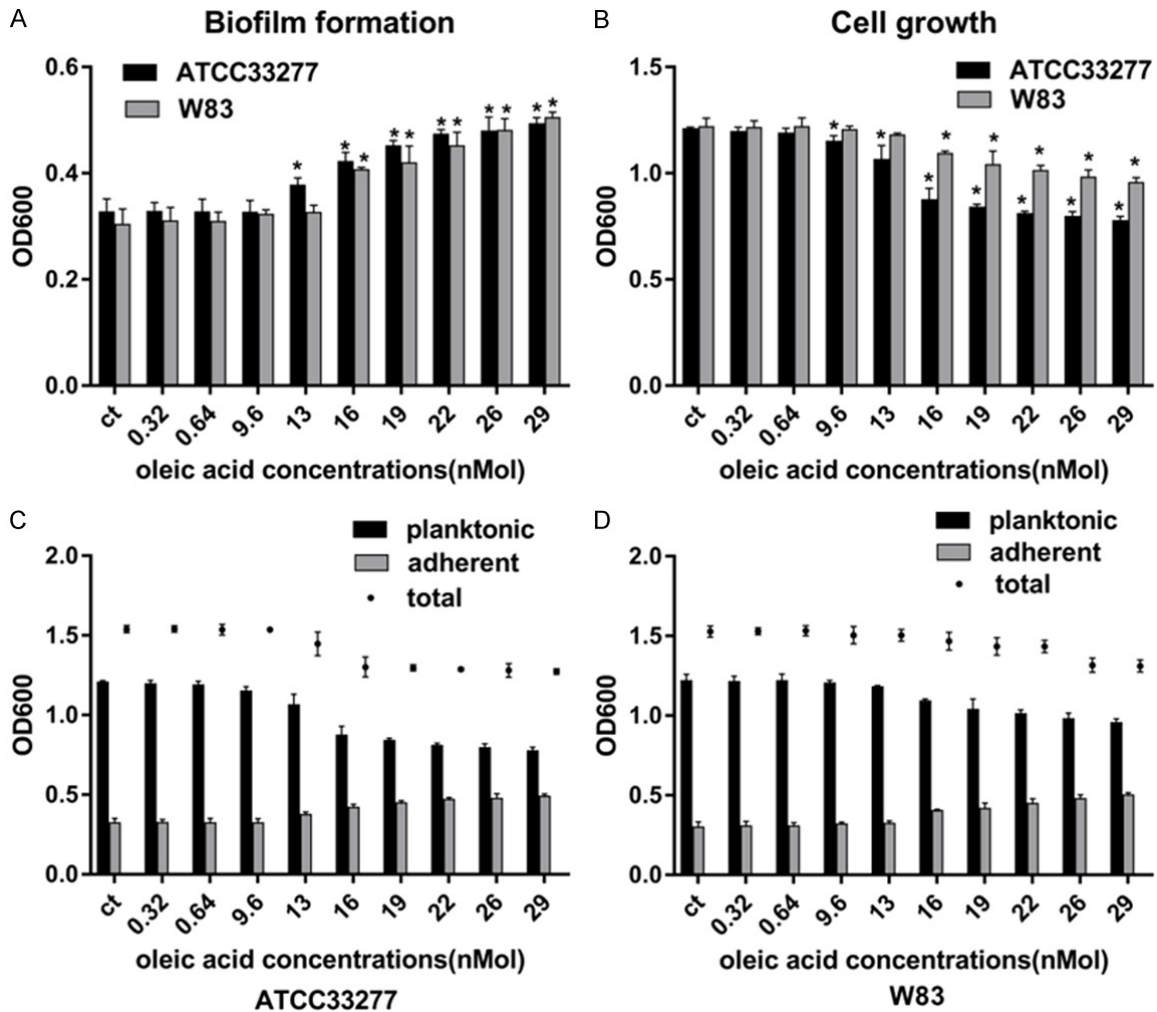 A
Biofilm formation
ATCC33277
W83
OD600
0.6
0.4
0.2
0.0
* * * * * * * * * * *
ct 0.32 0.64 9.6 13 16 19 22 26 29
oleic acid concentrations(nMol)
B
Cell growth
ATCC33277
W83
OD600
1.5
1.0
0.5
0.0
* * * * * * * * * * * *
ct 0.32 0.64 9.6 13 16 19 22 26 29
oleic acid concentrations(nMol)
C
planktonic
adherent
total
OD600
2.0
1.5
1.0
0.5
0.0
ct 0.32 0.64 9.6 13 16 19 22 26 29
oleic acid concentrations(nMol)
ATCC33277
D
planktonic
adherent
total
OD600
2.0
1.5
1.0
0.5
0.0
ct 0.32 0.64 9.6 13 16 19 22 26 29
oleic acid concentrations(nMol)
W83